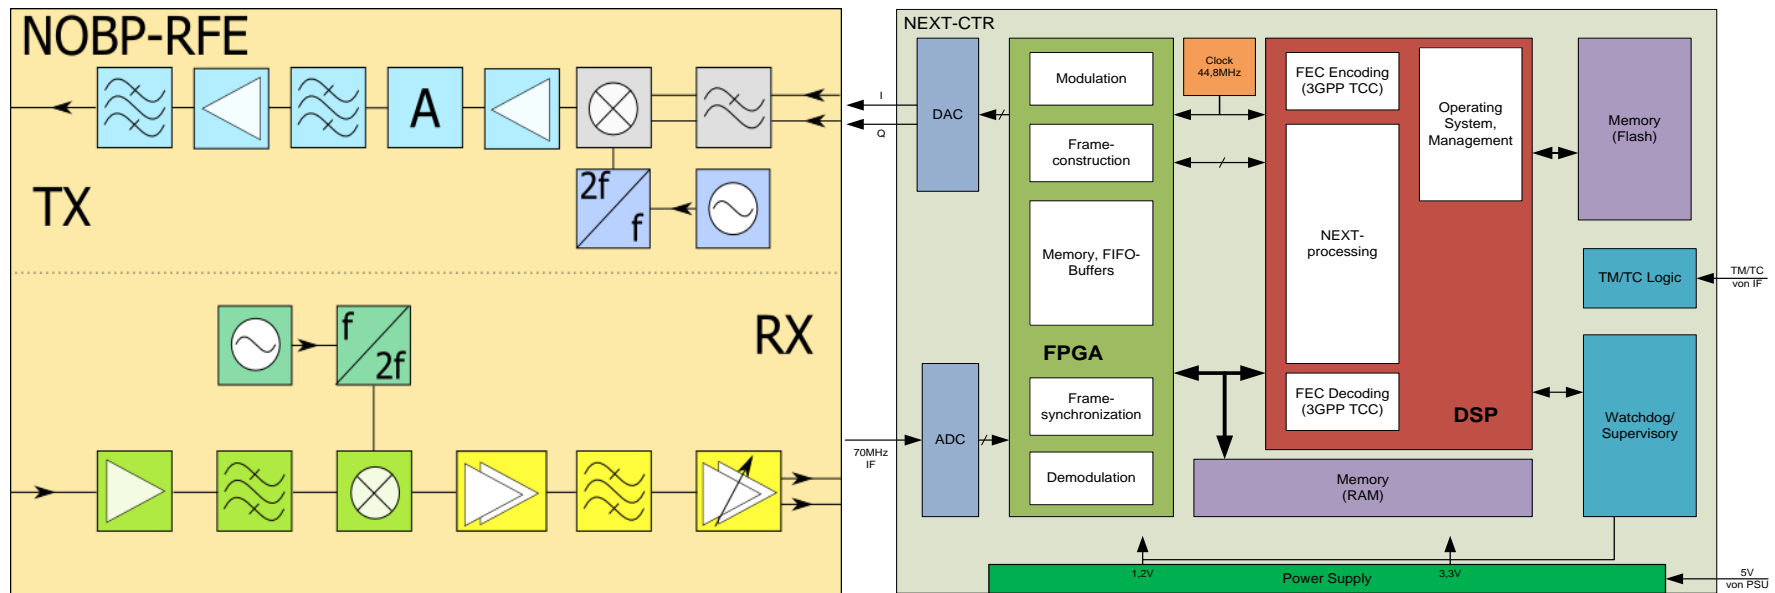 NOBP-RFE
A
2f
f
TX
f
2f
RX
NEXT-CTR
I
Q
DAC
70MHz
IF
ADC
Modulation
Frame-
construction
Memory, FIFO-
Buffers
FPGA
Frame-
synchronization
Demodulation
Clock
44,8MHz
FEC Encoding
(3GPP TCC)
Operating
System,
Management
NEXT-
processing
FEC Decoding
(3GPP TCC)
DSP
Memory
(Flash)
TM/TC Logic
TM/TC
von IF
Watchdog/
Supervisory
Memory
(RAM)
1,2V
Power Supply
3,3V
5V
von PSU